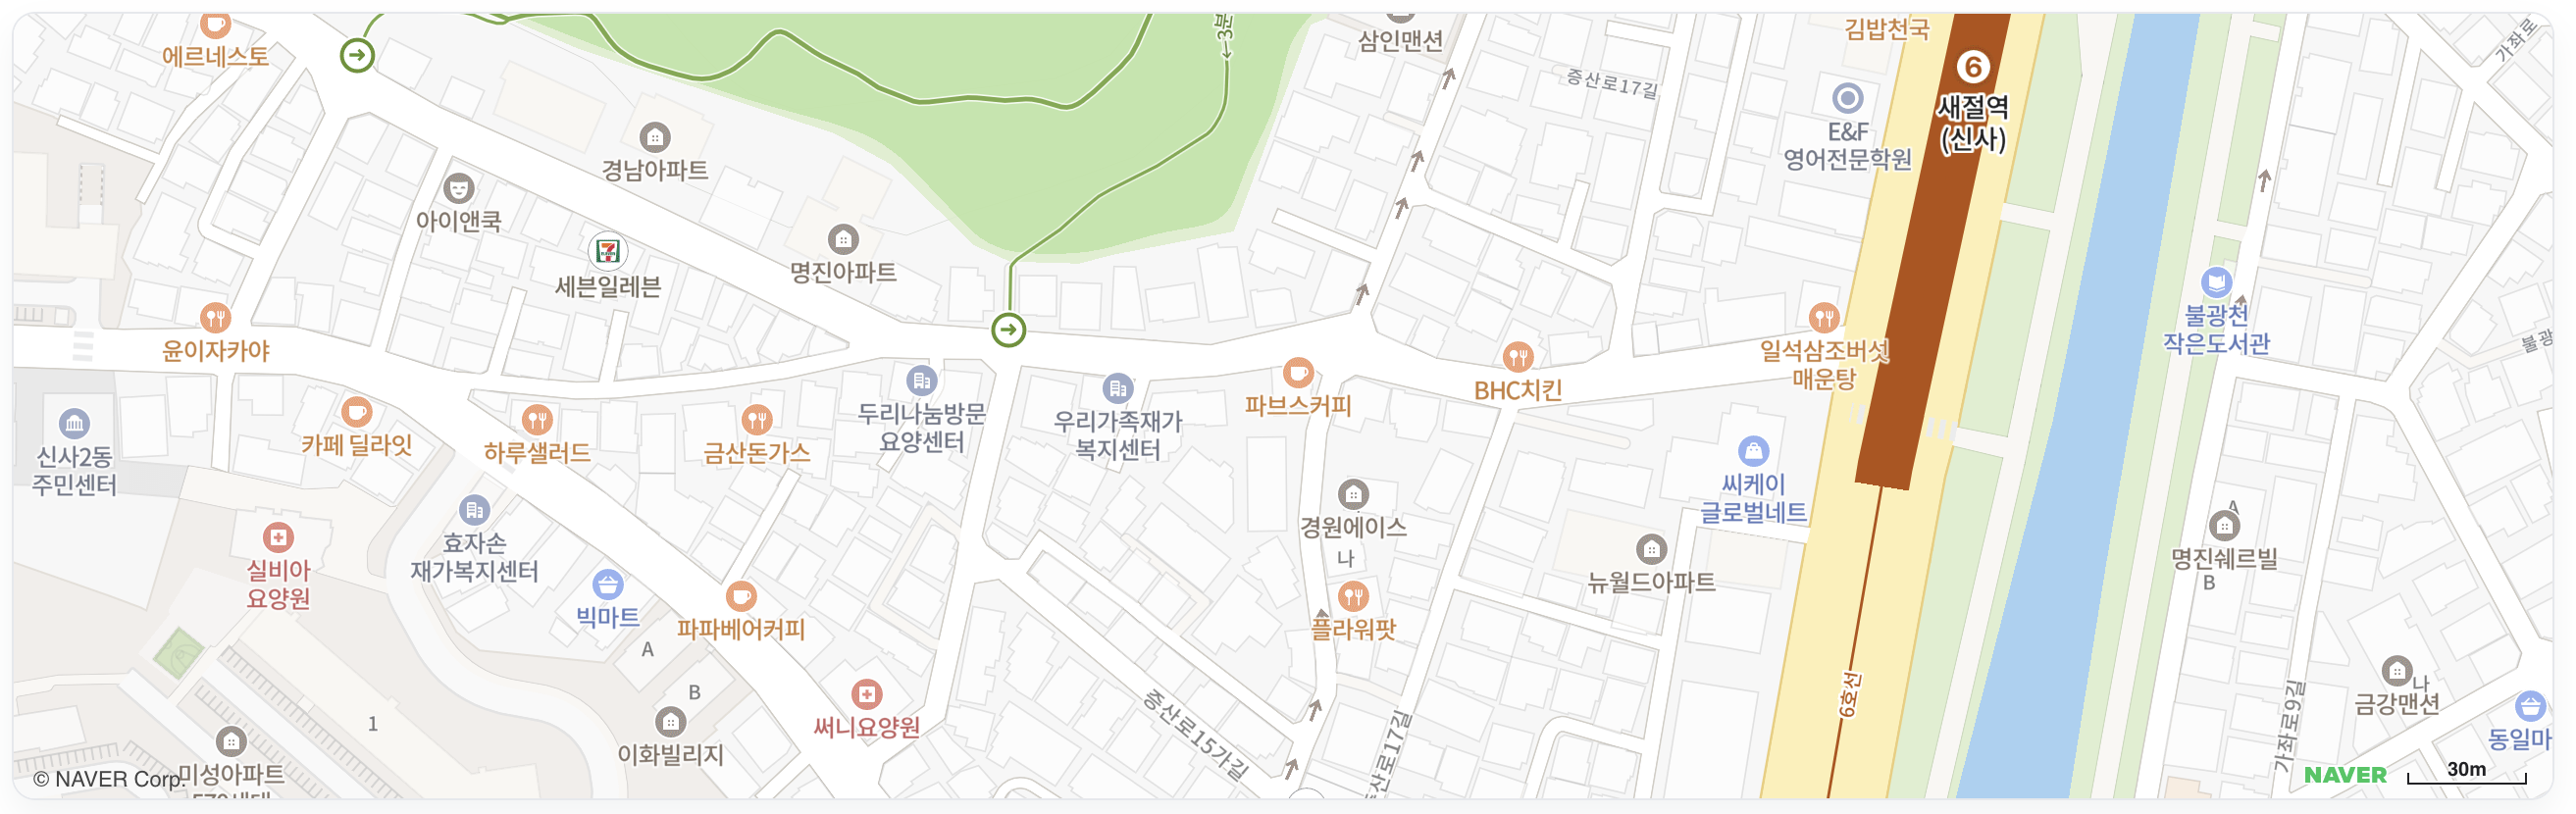 에르네스토
←3분
삼인맨션
증산로17길
김밥천국
6
새절역
(신사)
가좌로
E&F
영어전문학원
경남아파트
아이앤쿡
7
세븐일레븐
명진아파트
불광천
작은도서관
불광
윤이자카야
일석삼조버섯
매운탕
BHC치킨
파브스커피
두리나눔방문
요양센터
우리가족재가
복지센터
신사2동
주민센터
카페 딜라잇
하루샐러드
금산돈가스
씨케이
글로벌네트
경원에이스
나
효자손
재가복지센터
실비아
요양원
뉴월드아파트
A
명진쉐르빌
B
빅마트
파파베어커피
플라워팟
A
B
1
이화빌리지
써니요양원
증산로15가길
증산로17길
6호선
가좌로9길
나
금강맨션
동일마
미성아파트
© NAVER Corp.
NAVER
30m